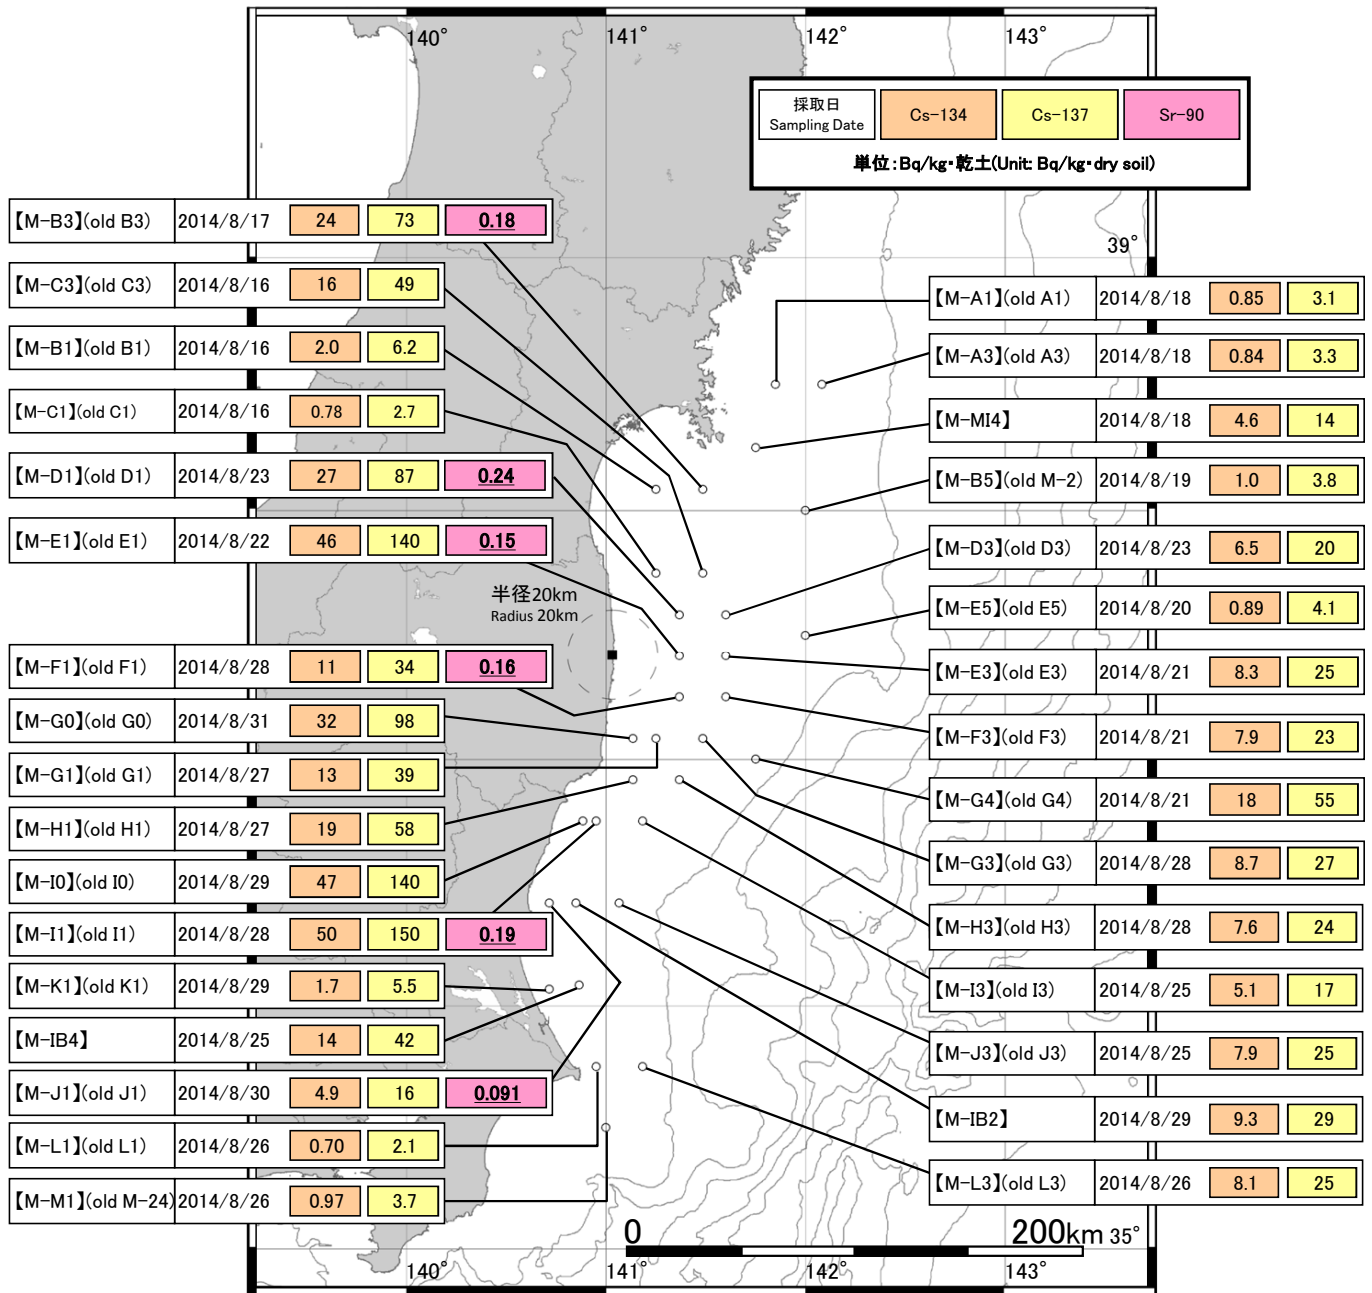 140°
141°
142°
143°
採取日
Sampling Date
Cs-134
Cs-137
Sr-90
単位:Bq/kg・乾土(Unit: Bq/kg・dry soil)
39°
【M-B3】(old B3) 2014/8/17 24 73 0.18
【M-C3】(old C3) 2014/8/16 16 49
【M-B1】(old B1) 2014/8/16 2.0 6.2
【M-C1】(old C1) 2014/8/16 0.78 2.7
【M-D1】(old D1) 2014/8/23 27 87 0.24
【M-E1】(old E1) 2014/8/22 46 140 0.15
半径20km
Radius 20km
【M-F1】(old F1) 2014/8/28 11 34 0.16
【M-G0】(old G0) 2014/8/31 32 98
【M-G1】(old G1) 2014/8/27 13 39
【M-H1】(old H1) 2014/8/27 19 58
【M-I0】(old I0) 2014/8/29 47 140
【M-I1】(old I1) 2014/8/28 50 150 0.19
【M-K1】(old K1) 2014/8/29 1.7 5.5
【M-IB4】 2014/8/25 14 42
【M-J1】(old J1) 2014/8/30 4.9 16 0.091
【M-L1】(old L1) 2014/8/26 0.70 2.1
【M-M1】(old M-24) 2014/8/26 0.97 3.7
【M-A1】(old A1) 2014/8/18 0.85 3.1
【M-A3】(old A3) 2014/8/18 0.84 3.3
【M-MI4】 2014/8/18 4.6 14
【M-B5】(old M-2) 2014/8/19 1.0 3.8
【M-D3】(old D3) 2014/8/23 6.5 20
【M-E5】(old E5) 2014/8/20 0.89 4.1
【M-E3】(old E3) 2014/8/21 8.3 25
【M-F3】(old F3) 2014/8/21 7.9 23
【M-G4】(old G4) 2014/8/21 18 55
【M-G3】(old G3) 2014/8/28 8.7 27
【M-H3】(old H3) 2014/8/28 7.6 24
【M-I3】(old I3) 2014/8/25 5.1 17
【M-J3】(old J3) 2014/8/25 7.9 25
【M-IB2】 2014/8/29 9.3 29
【M-L3】(old L3) 2014/8/26 8.1 25
0 200km
35°
140°
141°
142°
143°